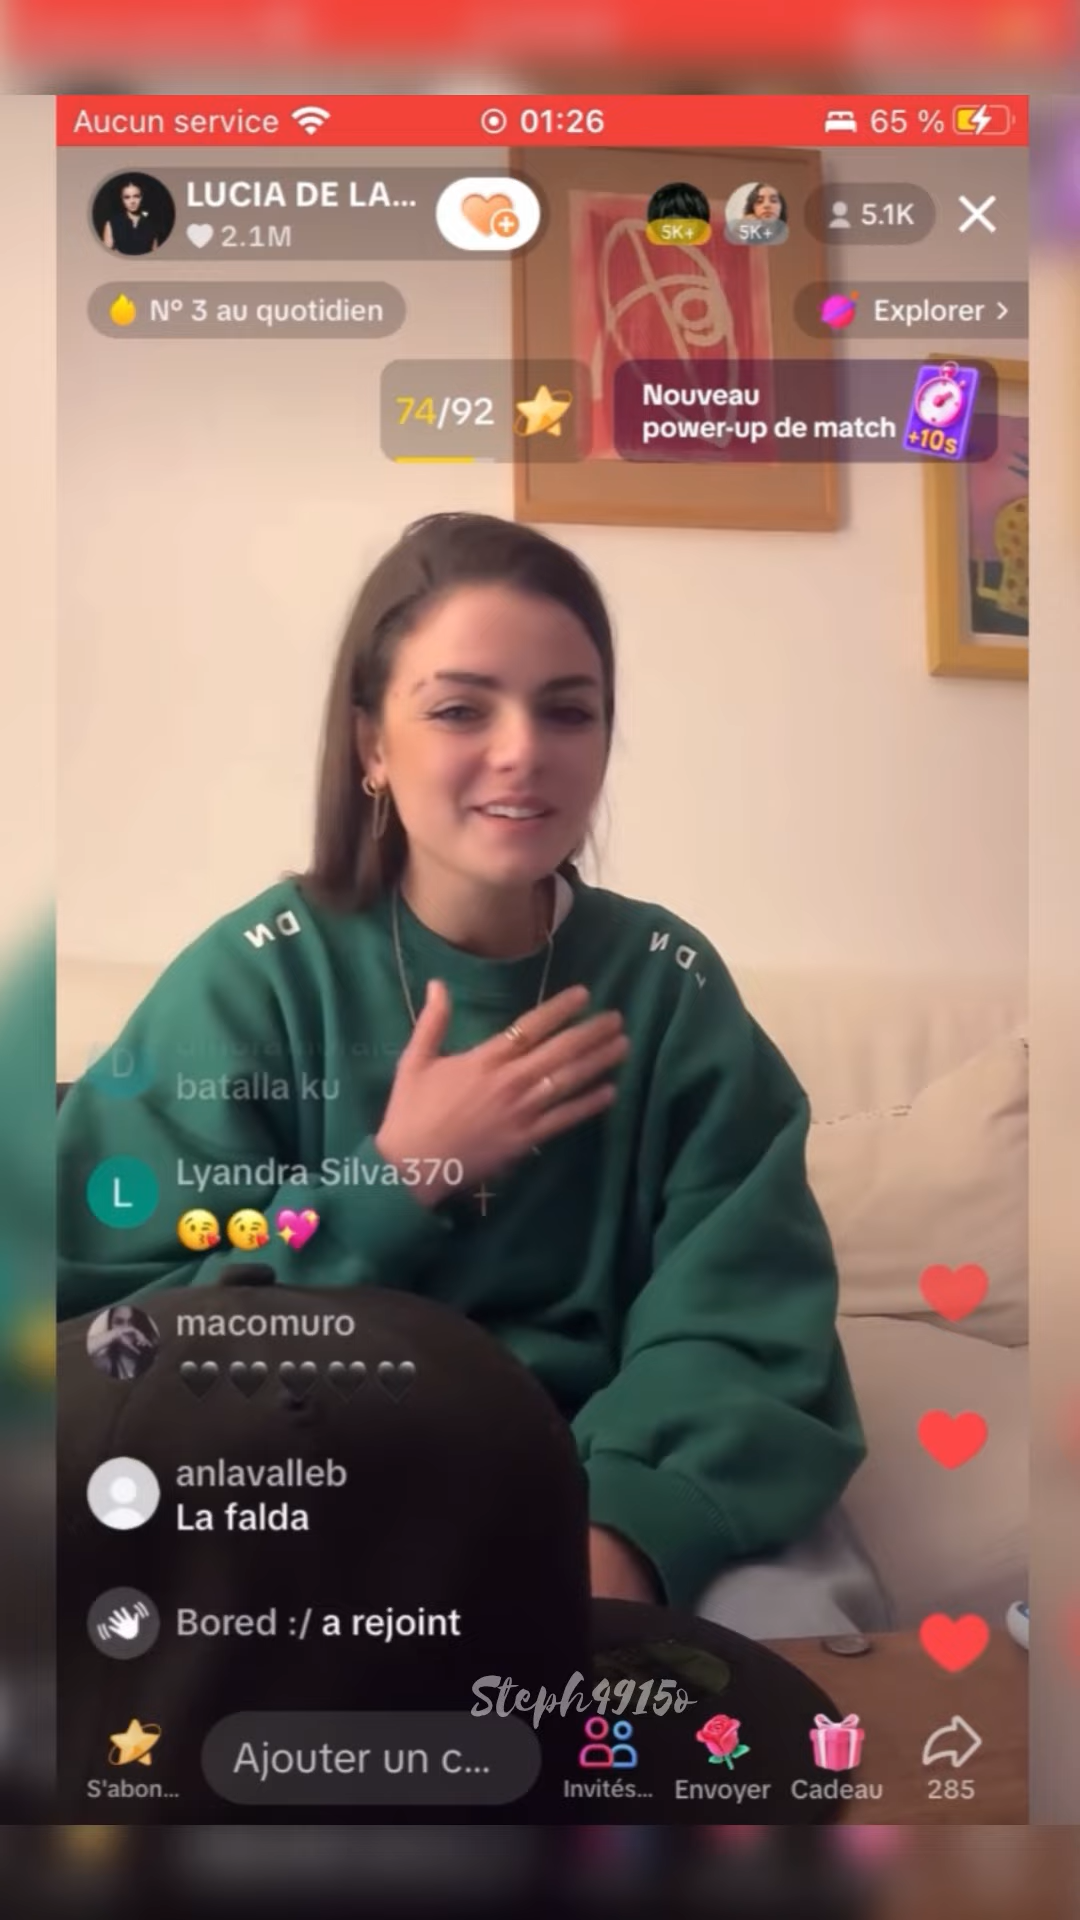 Aucun service
01:26
65 %
LUCIA DE LA...
2.1M
5K+
5K+
5.1K
N° 3 au quotidien
Explorer >
74/92
Nouveau
power-up de match
+10s
D N
N D
D
batalla ku
L
Lyandra Silva370
macomuro
anlavalleb
La falda
Bored :/ a rejoint
Steph4915o
S'abon...
Ajouter un c...
Invités...
Envoyer
Cadeau
285